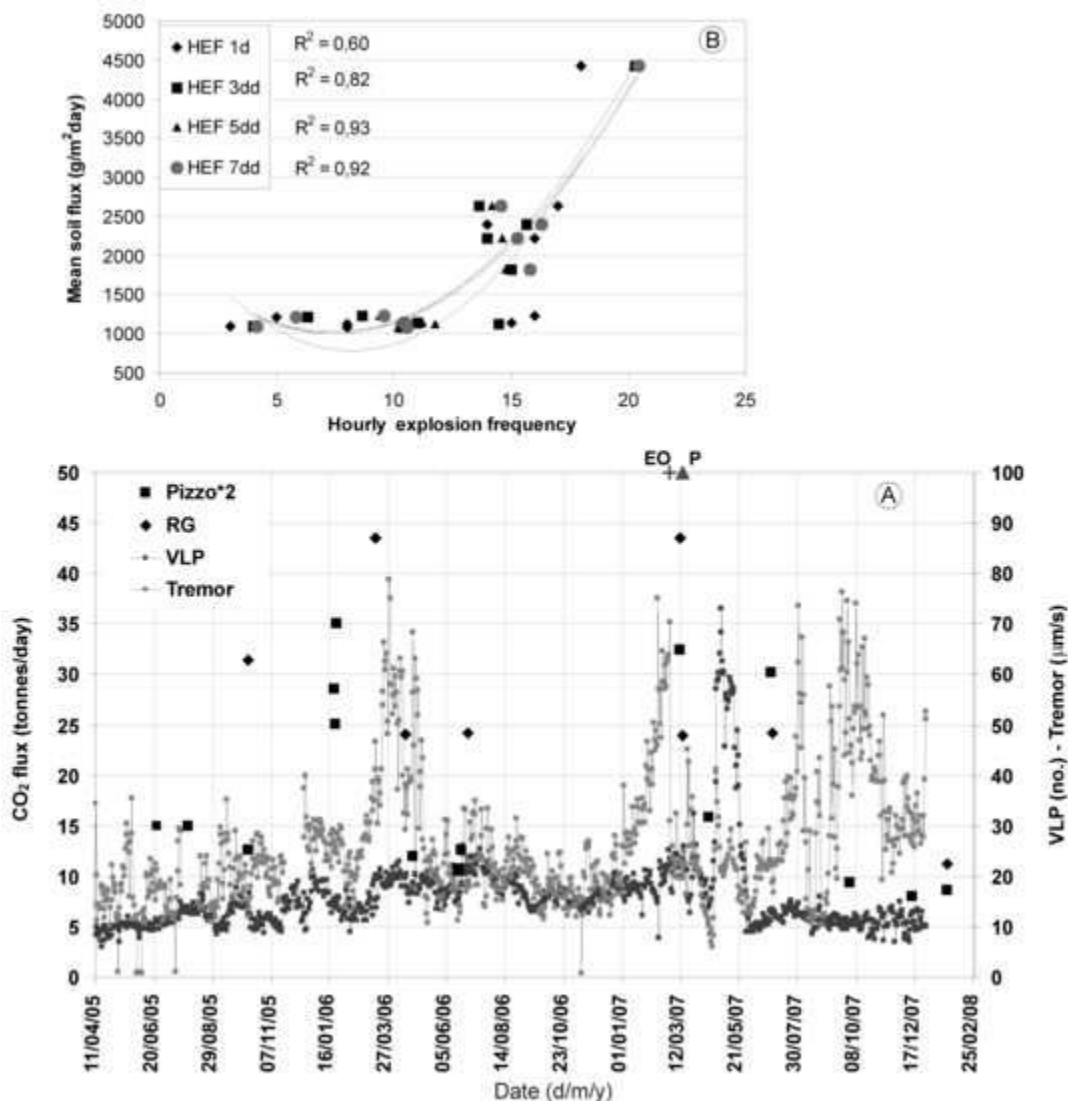 5000
4500
4000
3500
3000
2500
2000
1500
1000
500
Mean soil flux (g/m²day)
HEF 1d R² = 0,60
HEF 3dd R² = 0,82
HEF 5dd R² = 0,93
HEF 7dd R² = 0,92
B
0 5 10 15 20 25
Hourly explosion frequency
EO P
50
45
40
35
30
25
20
15
10
5
0
CO₂ flux (tonnes/day)
Pizzo*2
RG
VLP
Tremor
A
100
90
80
70
60
50
40
30
20
10
0
VLP (no.) - Tremor (µm/s)
11/04/05
20/06/05
29/08/05
07/11/05
16/01/06
27/03/06
05/06/06
14/08/06
23/10/06
01/01/07
12/03/07
21/05/07
30/07/07
08/10/07
17/12/07
25/02/08
Date (d/m/y)